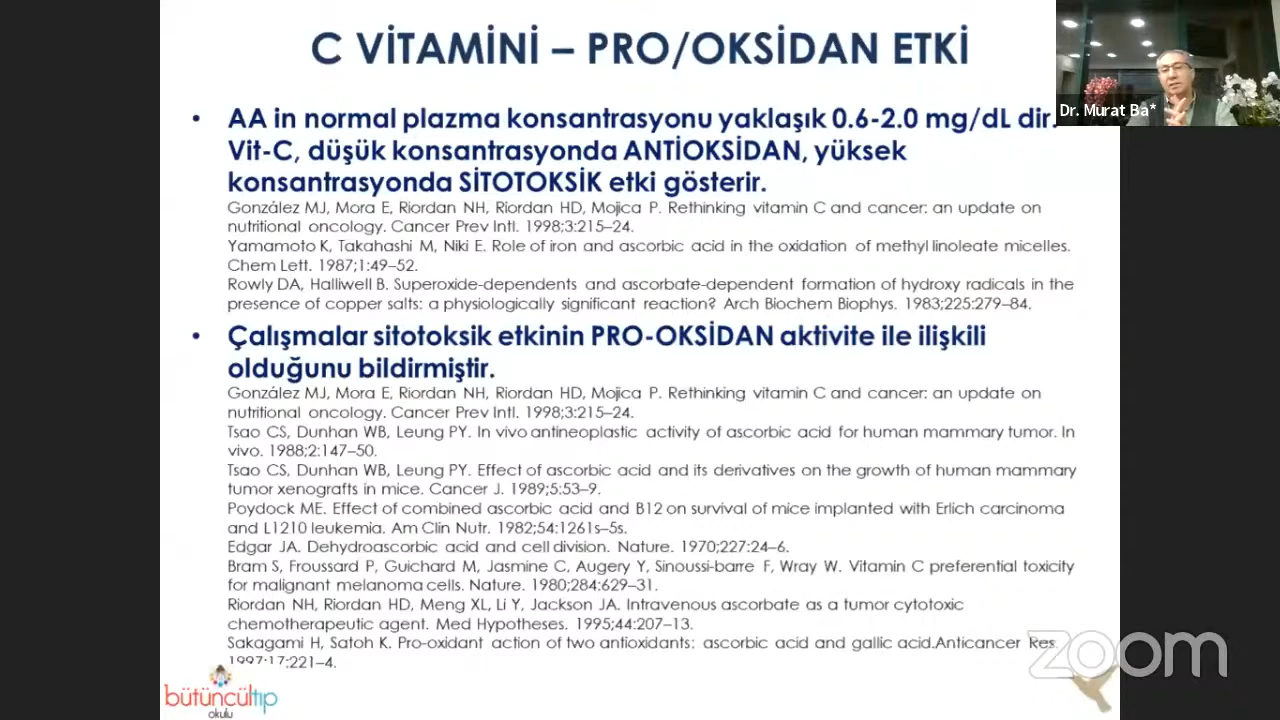 C VİTAMİNİ – PRO/OKSİDAN ETKİ
Dr. Murat Ba*
• AA in normal plazma konsantrasyonu yaklaşık 0.6-2.0 mg/dL dir.
Vit-C, düşük konsantrasyonda ANTİOKSİDAN, yüksek
konsantrasyonda SİTOTOKSİK etki gösterir.
González MJ, Mora E, Riordan NH, Riordan HD, Mojica P. Rethinking vitamin C and cancer: an update on
nutritional oncology. Cancer Prev Intl. 1998;3:215–24.
Yamamoto K, Takahashi M, Niki E. Role of iron and ascorbic acid in the oxidation of methyl linoleate micelles.
Chem Lett. 1987;1:49–52.
Rowly DA, Halliwell B. Superoxide-dependents and ascorbate-dependent formation of hydroxy radicals in the
presence of copper salts: a physiologically significant reaction? Arch Biochem Biophys. 1983;225:279–84.
• Çalışmalar sitotoksik etkinin PRO-OKSİDAN aktivite ile ilişkili
olduğunu bildirmiştir.
González MJ, Mora E, Riordan NH, Riordan HD, Mojica P. Rethinking vitamin C and cancer: an update on
nutritional oncology. Cancer Prev Intl. 1998;3:215–24.
Tsao CS, Dunhan WB, Leung PY. In vivo antineoplastic activity of ascorbic acid for human mammary tumor. In
vivo. 1988;2:147–50.
Tsao CS, Dunhan WB, Leung PY. Effect of ascorbic acid and its derivatives on the growth of human mammary
tumor xenografts in mice. Cancer J. 1989;5:53–9.
Poydock ME. Effect of combined ascorbic acid and B12 on survival of mice implanted with Erlich carcinoma
and L1210 leukemia. Am Clin Nutr. 1982;54:1261s–5s.
Edgar JA. Dehydroascorbic acid and cell division. Nature. 1970;227:24–6.
Bram S, Froussard P, Guichard M, Jasmine C, Augery Y, Sinoussi-barre F, Wray W. Vitamin C preferential toxicity
for malignant melanoma cells. Nature. 1980;284:629–31.
Riordan NH, Riordan HD, Meng XL, Li Y, Jackson JA. Intravenous ascorbate as a tumor cytotoxic
chemotherapeutic agent. Med Hypotheses. 1995;44:207–13.
Sakagami H, Satoh K. Pro-oxidant action of two antioxidants: ascorbic acid and gallic acid.Anticancer Res.
1997;17:221–4.
zoom
bütüncültıp
okulu